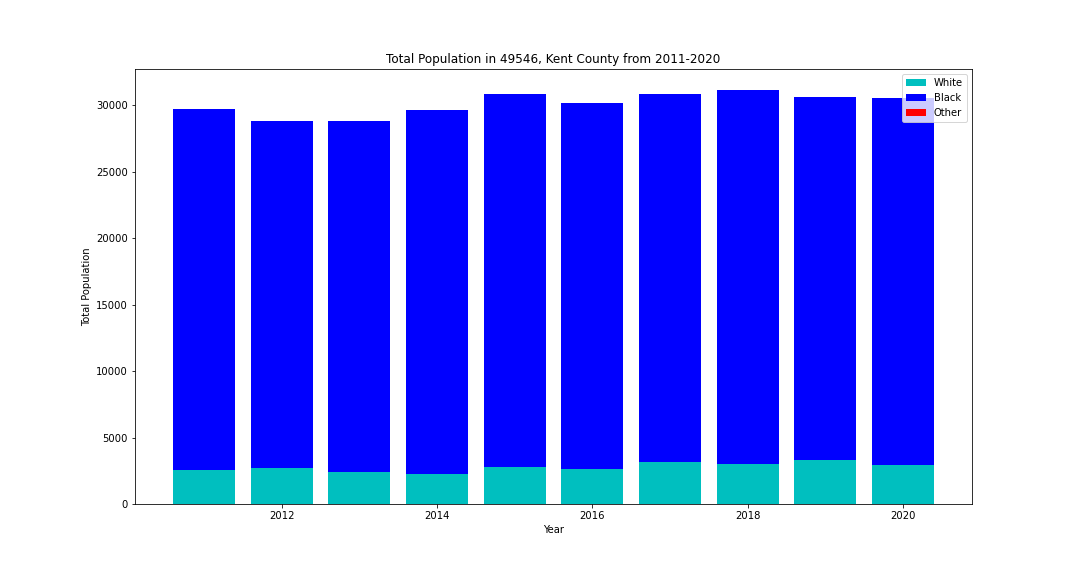 Total Population in 49546, Kent County from 2011-2020
White
Black
Other
30000
25000
20000
15000
10000
5000
0
Total Population
2012 2014 2016 2018 2020
Year